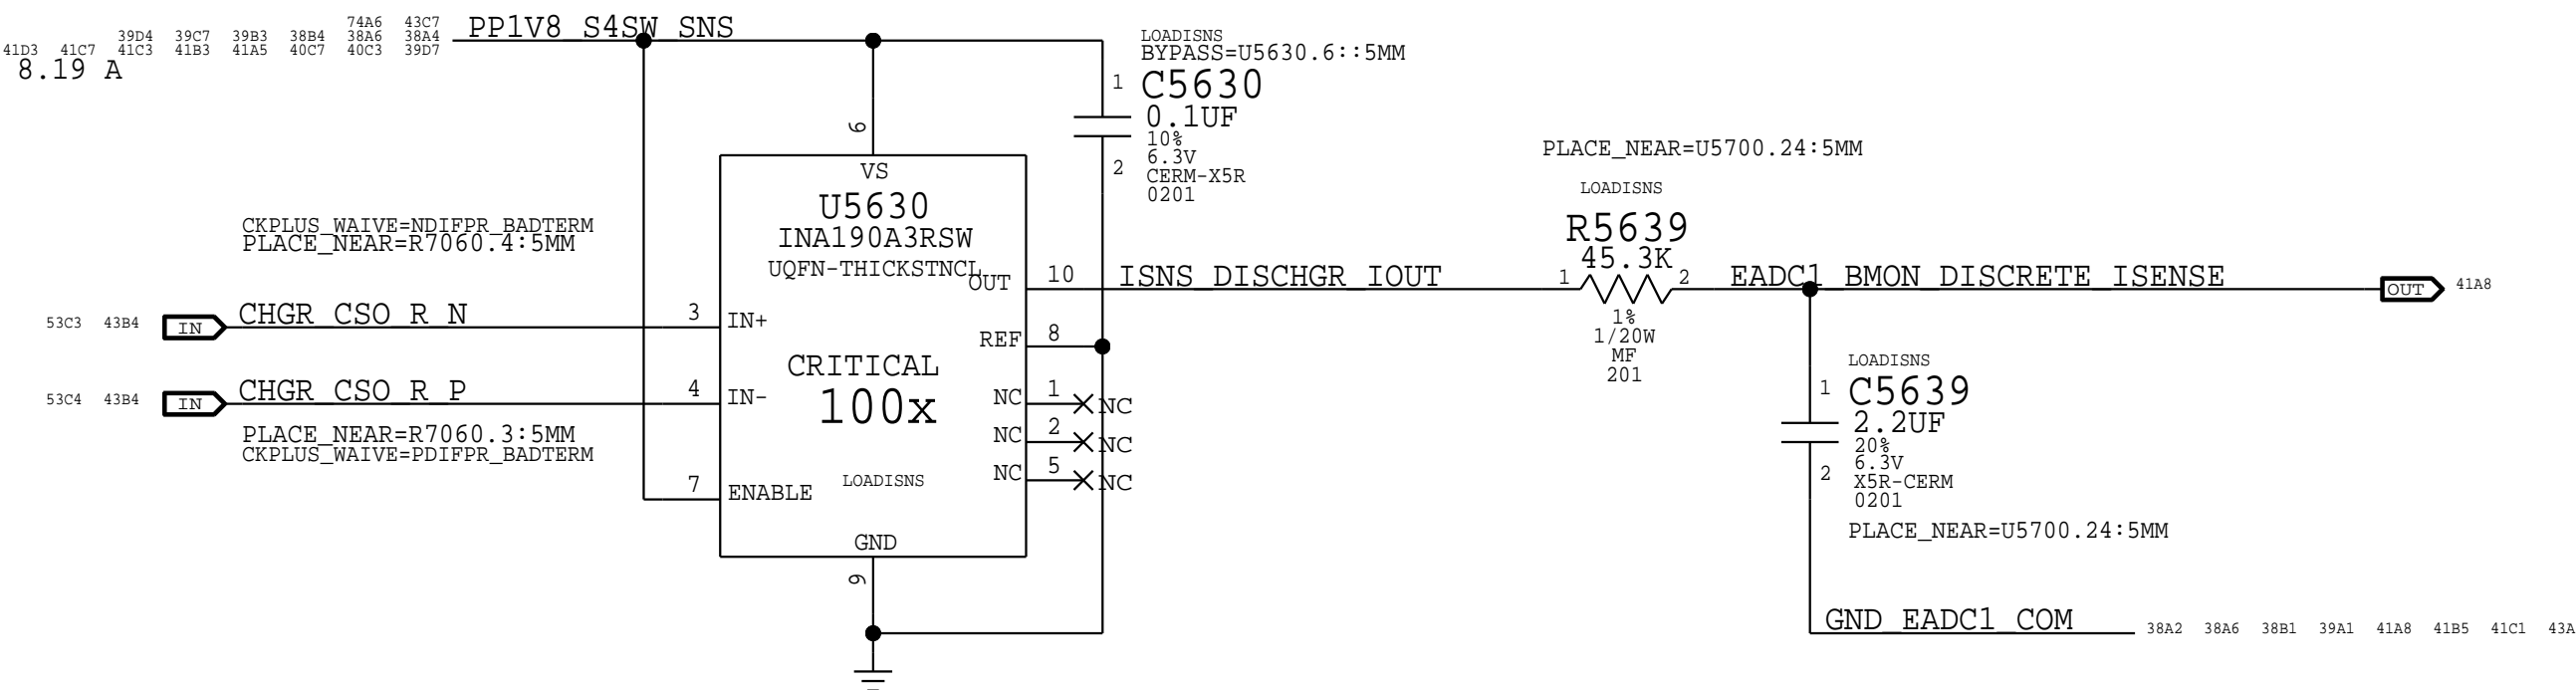 74A6 43C7
39D4 39C7 39B3 38B4 38A6 38A4
41D3 41C7 41C3 41B3 41A5 40C7 40C3 39D7
8.19 A
PP1V8_S4SW_SNS
LOADISNS
BYPASS=U5630.6::5MM
1
C5630
0.1UF
10%
6.3V
2
CERM-X5R
0201
6
VS
U5630
INA190A3RSW
UQFN-THICKSTNCL
CKPLUS_WAIVE=NDIFPR_BADTERM
PLACE_NEAR=R7060.4:5MM
53C3 43B4
IN
CHGR_CSO_R_N
3
IN+
CRITICAL
100x
53C4 43B4
IN
CHGR_CSO_R_P
4
IN-
PLACE_NEAR=R7060.3:5MM
CKPLUS_WAIVE=PDIFPR_BADTERM
7
ENABLE
LOADISNS
GND
9
OUT
10
ISNS_DISCHGR_IOUT
REF
8
NC
1
NC
NC
2
NC
NC
5
NC
PLACE_NEAR=U5700.24:5MM
LOADISNS
R5639
45.3K
1
2
1%
1/20W
MF
201
EADC1_BMON_DISCRETE_ISENSE
OUT
41A8
LOADISNS
1
C5639
2.2UF
20%
6.3V
2
X5R-CERM
0201
PLACE_NEAR=U5700.24:5MM
GND_EADC1_COM
38A2 38A6 38B1 39A1 41A8 41B5 41C1 43A